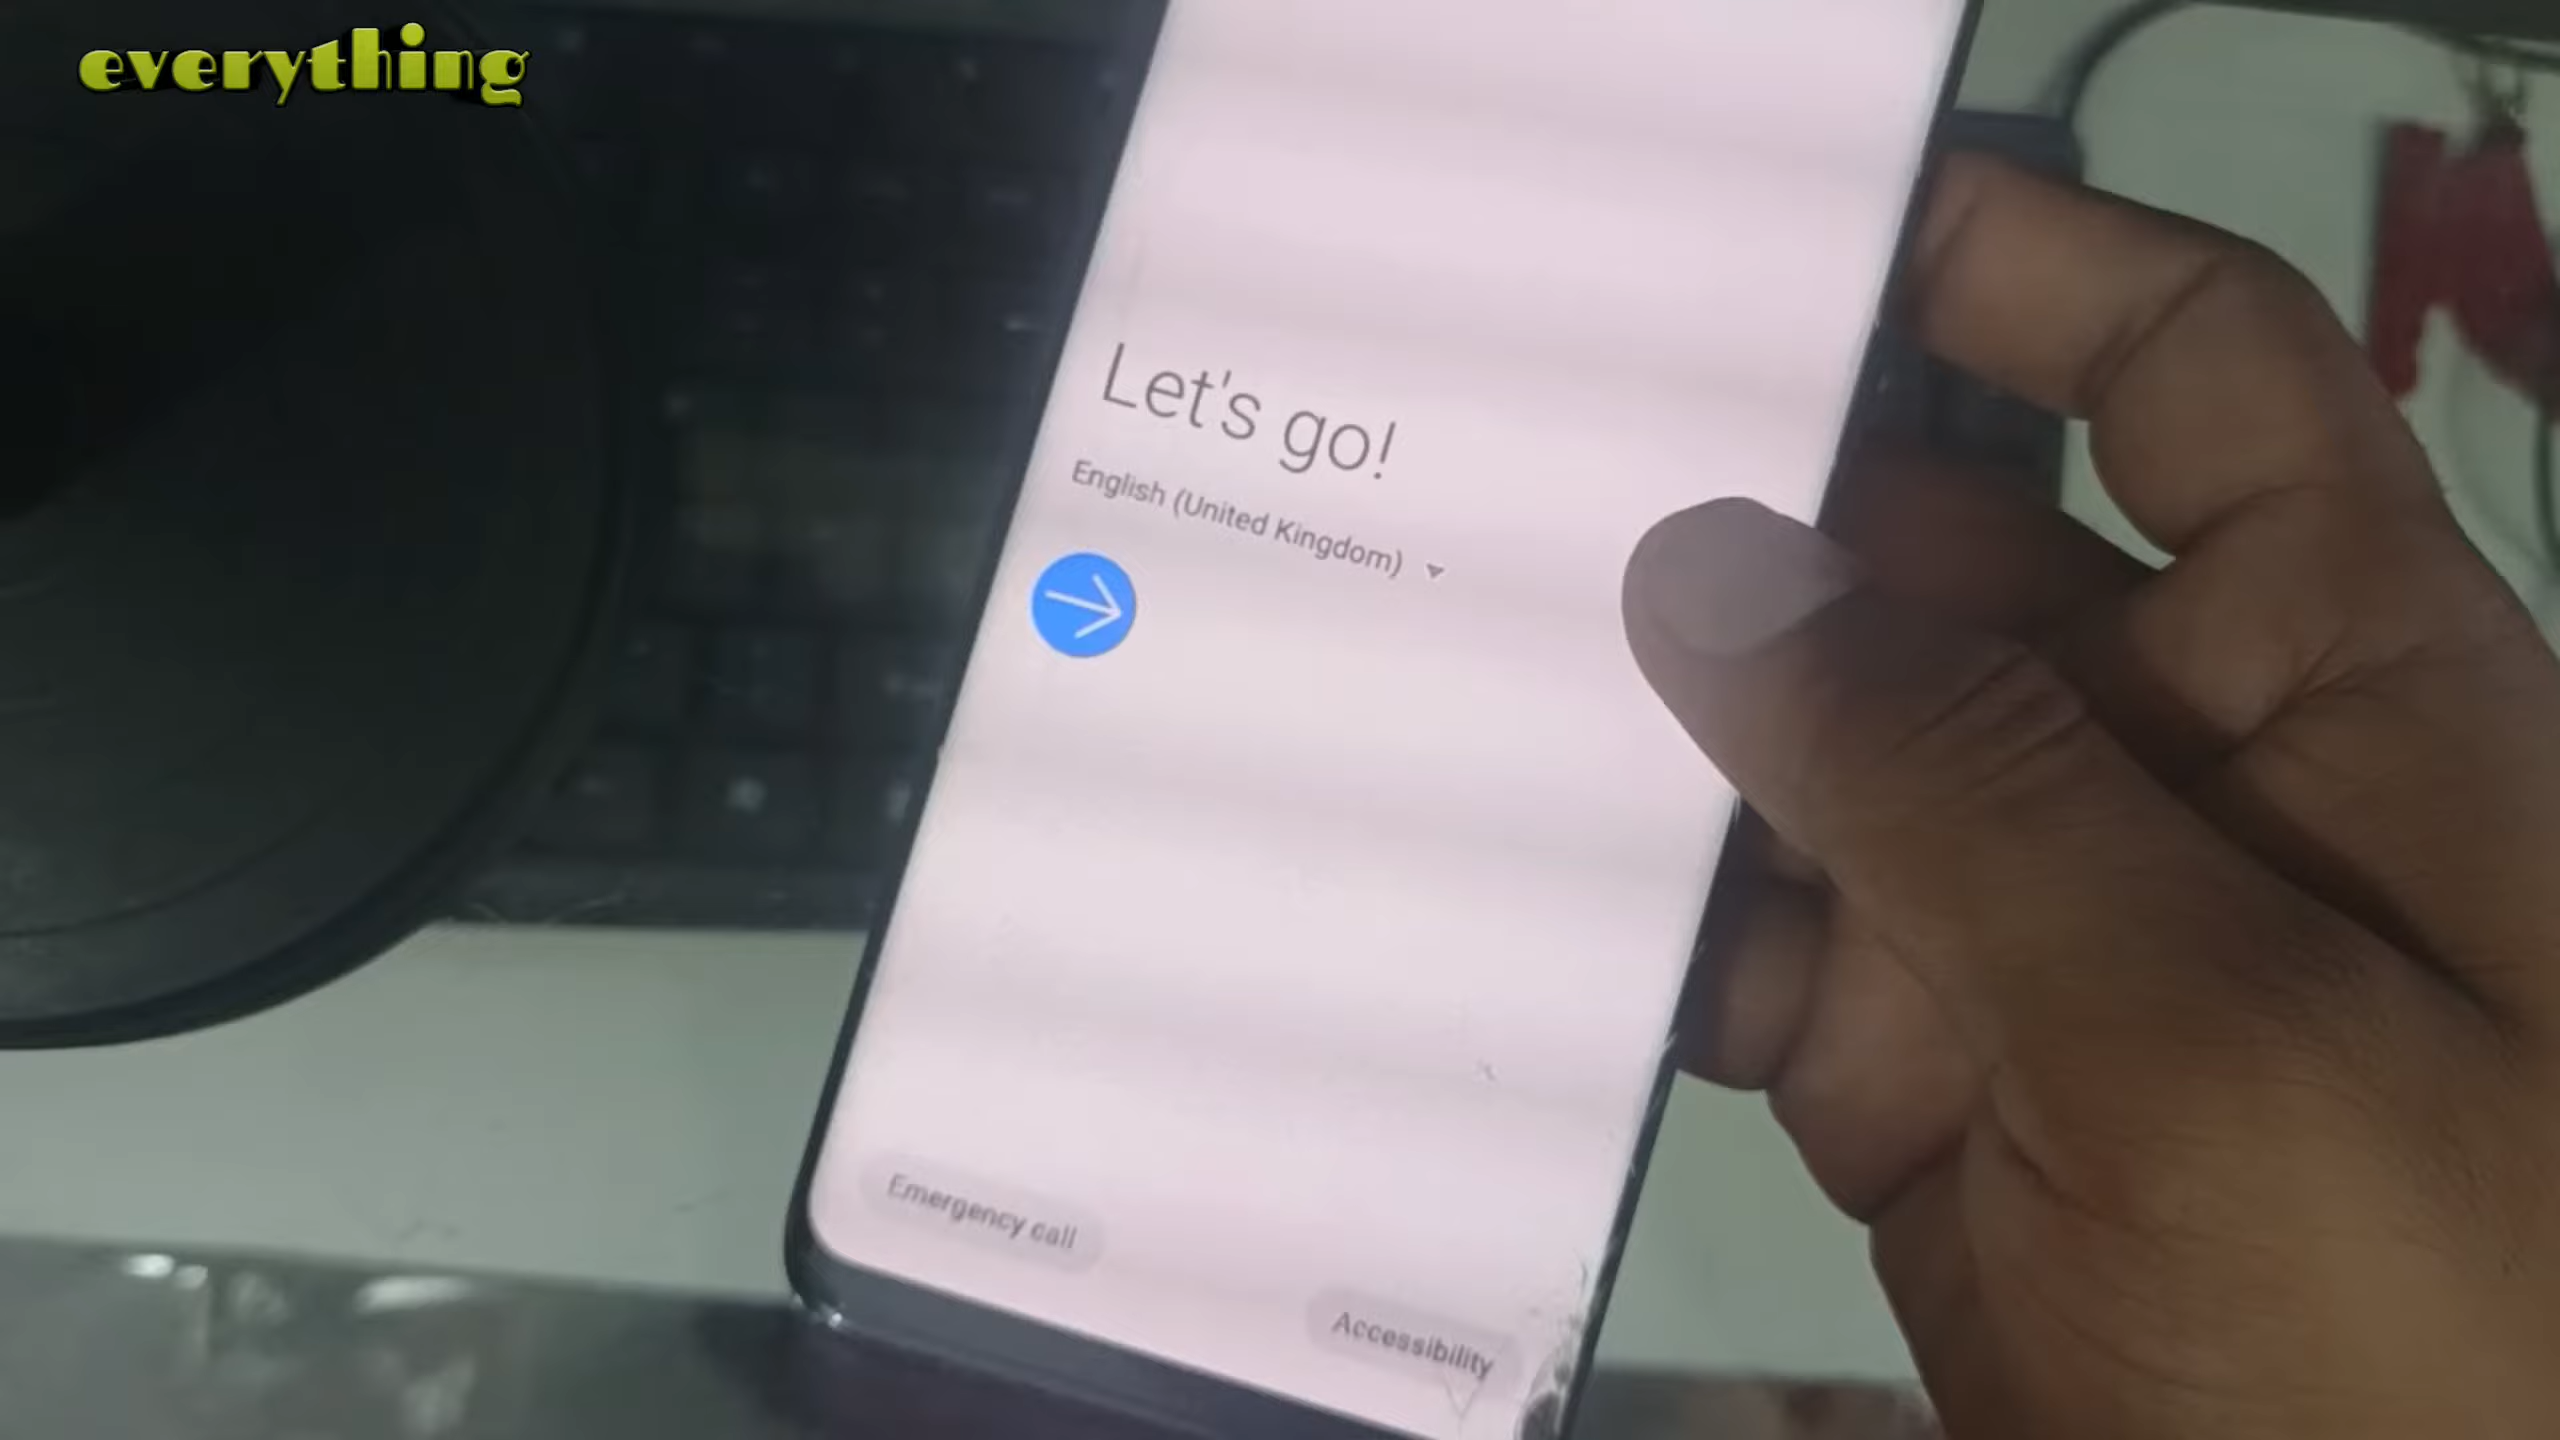 everything
Let's go!
English (United Kingdom)
Emergency call
Accessibility